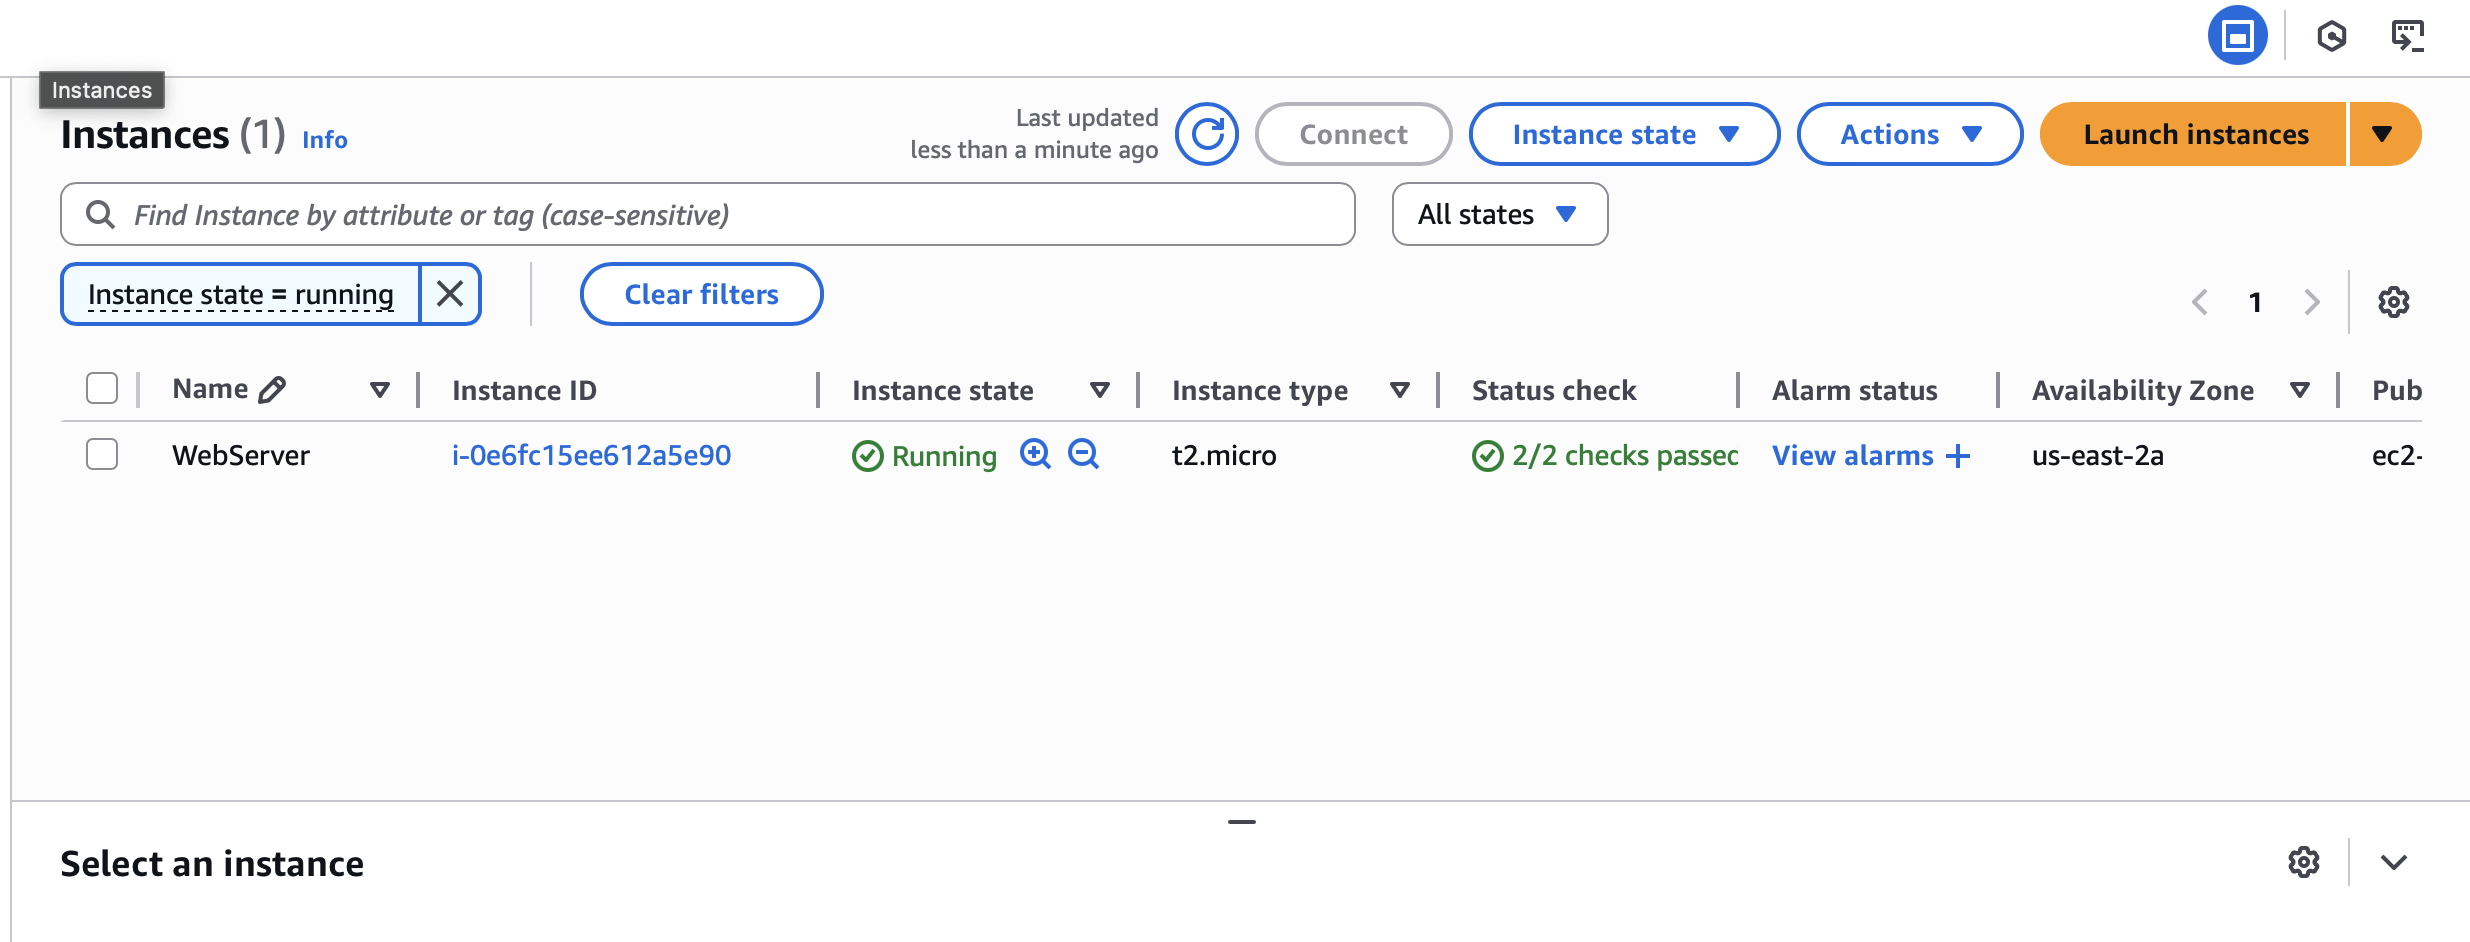 Instances
Instances (1) Info
Last updated
less than a minute ago
Connect
Instance state
Actions
Launch instances
Find Instance by attribute or tag (case-sensitive)
All states
Instance state = running
Clear filters
1
Name Instance ID Instance state Instance type Status check Alarm status Availability Zone Pub
WebServer i-0e6fc15ee612a5e90 Running t2.micro 2/2 checks passec View alarms + us-east-2a ec2-
Select an instance